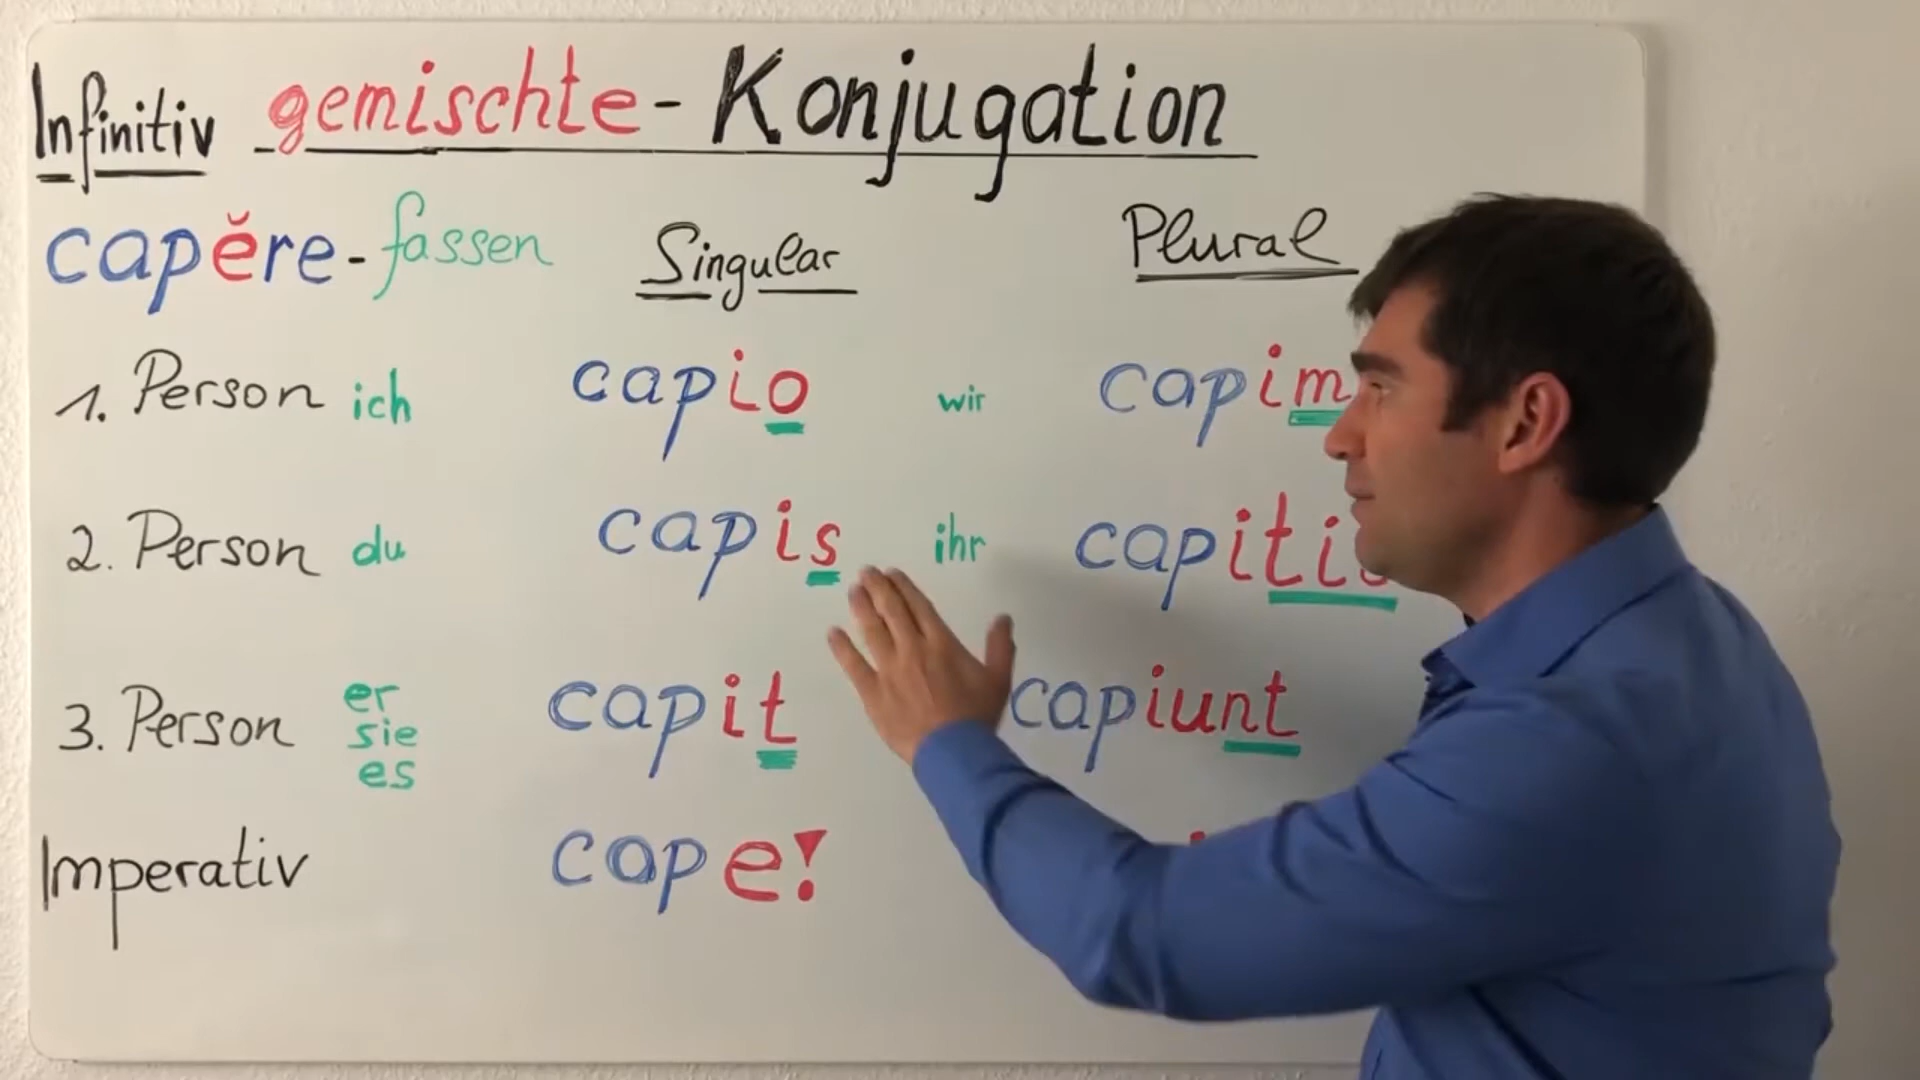 Infinitiv gemischte-Konjugation
capĕre-fassen Singular Plural
1. Person ich capio wir
2. Person du capis ihr
3. Person er sie es capit capiunt
Imperativ cape!